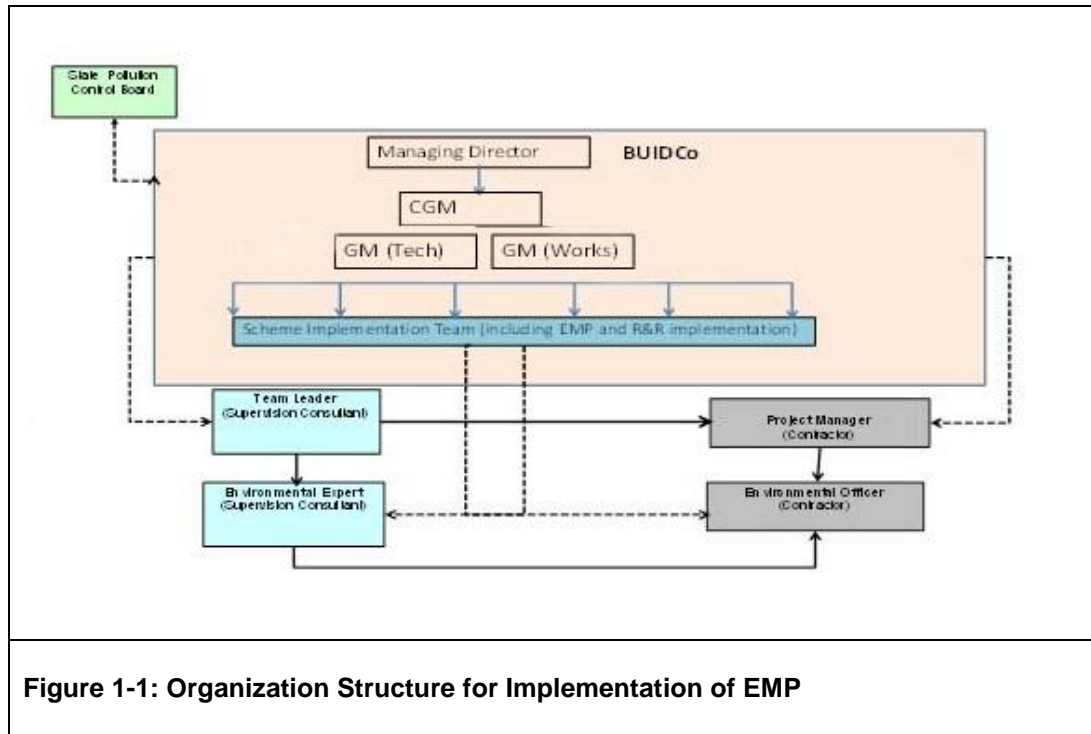 State Pollution
Control Board
Managing Director
BUIDCo
CGM
GM (Tech)
GM (Works)
Scheme Implementation Team (including EMP and R&R implementation)
Team Leader
(Supervision Consultant)
Project Manager
(Contractor)
Environmental Expert
(Supervision Consultant)
Environmental Officer
(Contractor)
Figure 1-1: Organization Structure for Implementation of EMP